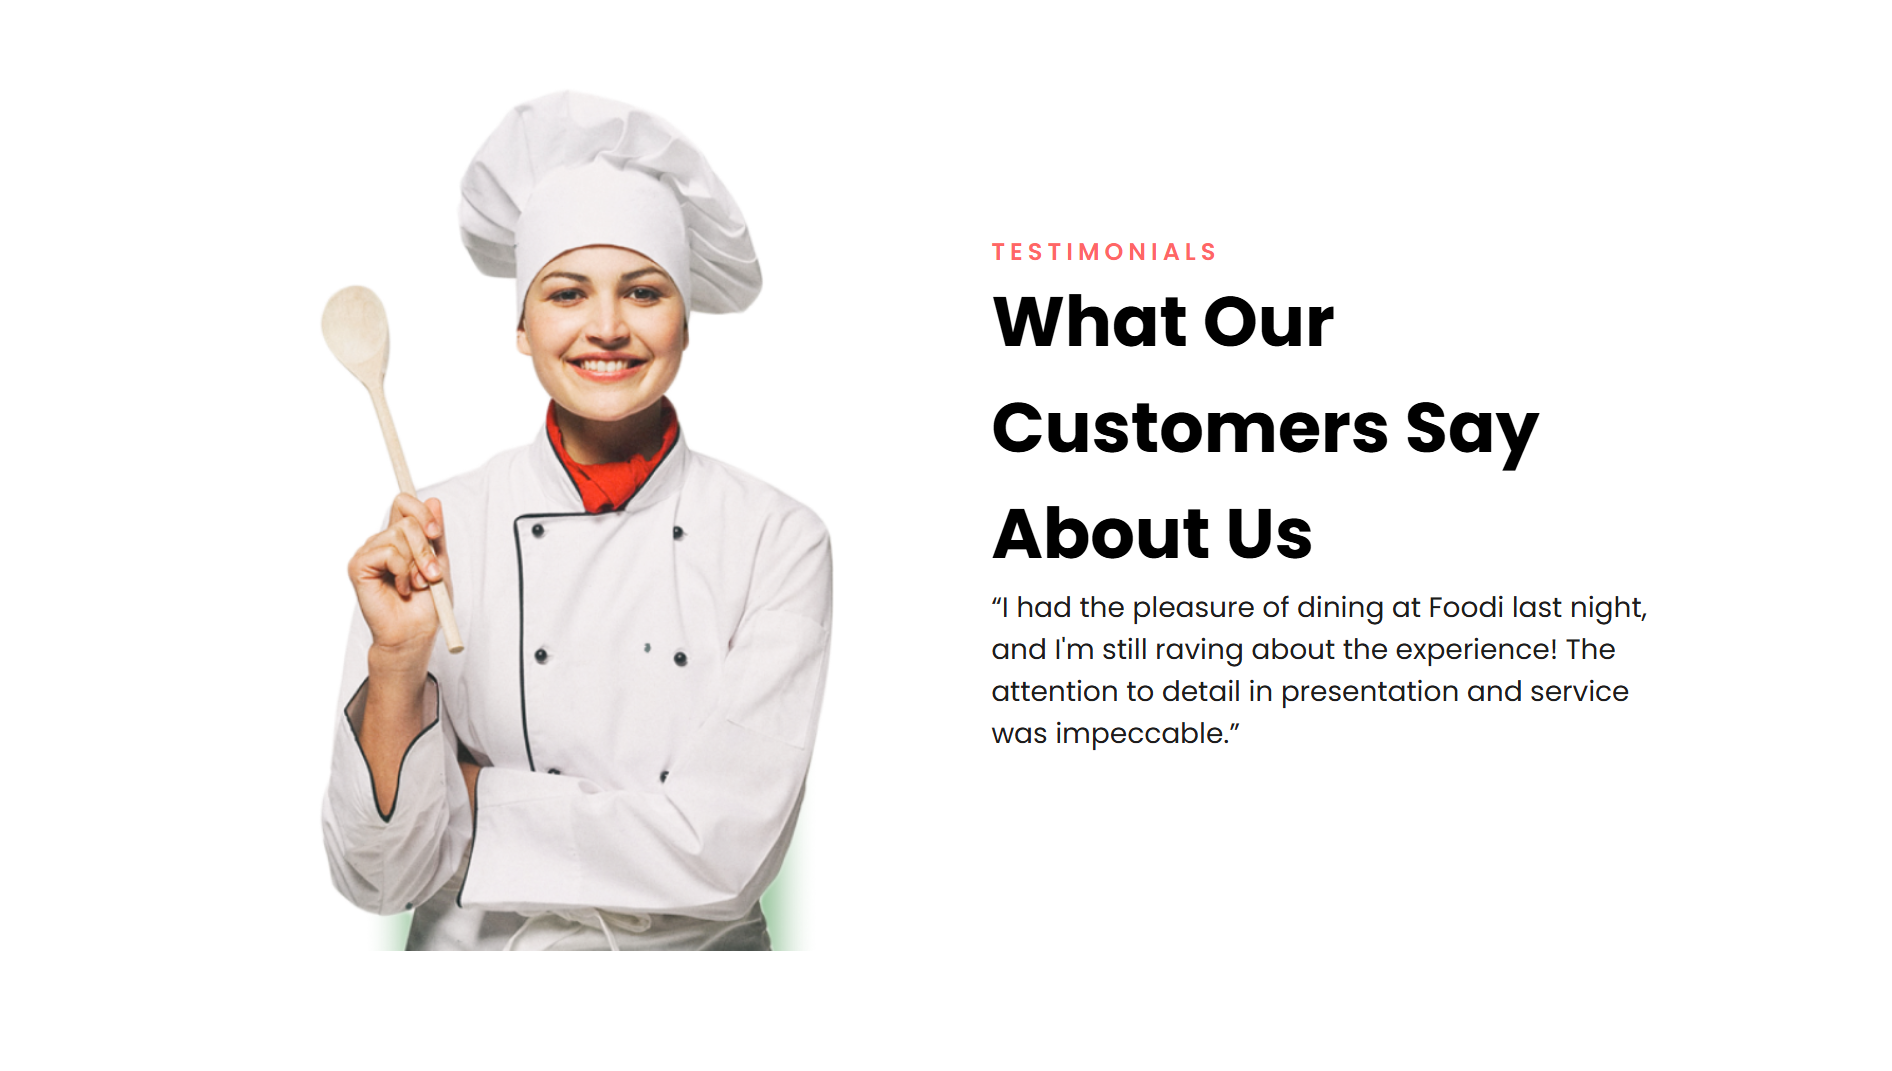 TESTIMONIALS
What Our
Customers Say
About Us
“I had the pleasure of dining at Foodi last night,
and I'm still raving about the experience! The
attention to detail in presentation and service
was impeccable.”